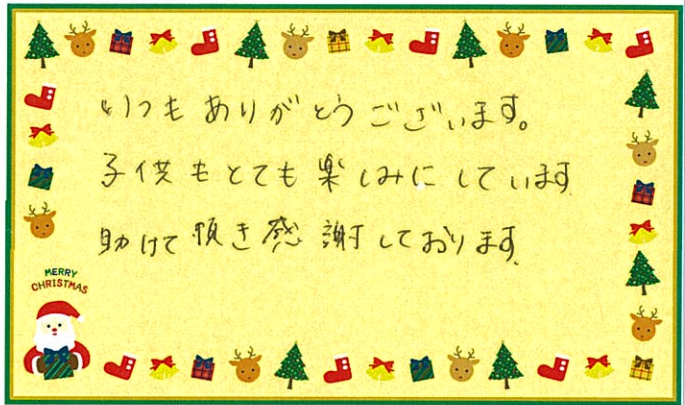 いつもありがとうございます。
子供もとても楽しみにしています
助けて頂き感謝しております。
MERRY
CHRISTMAS